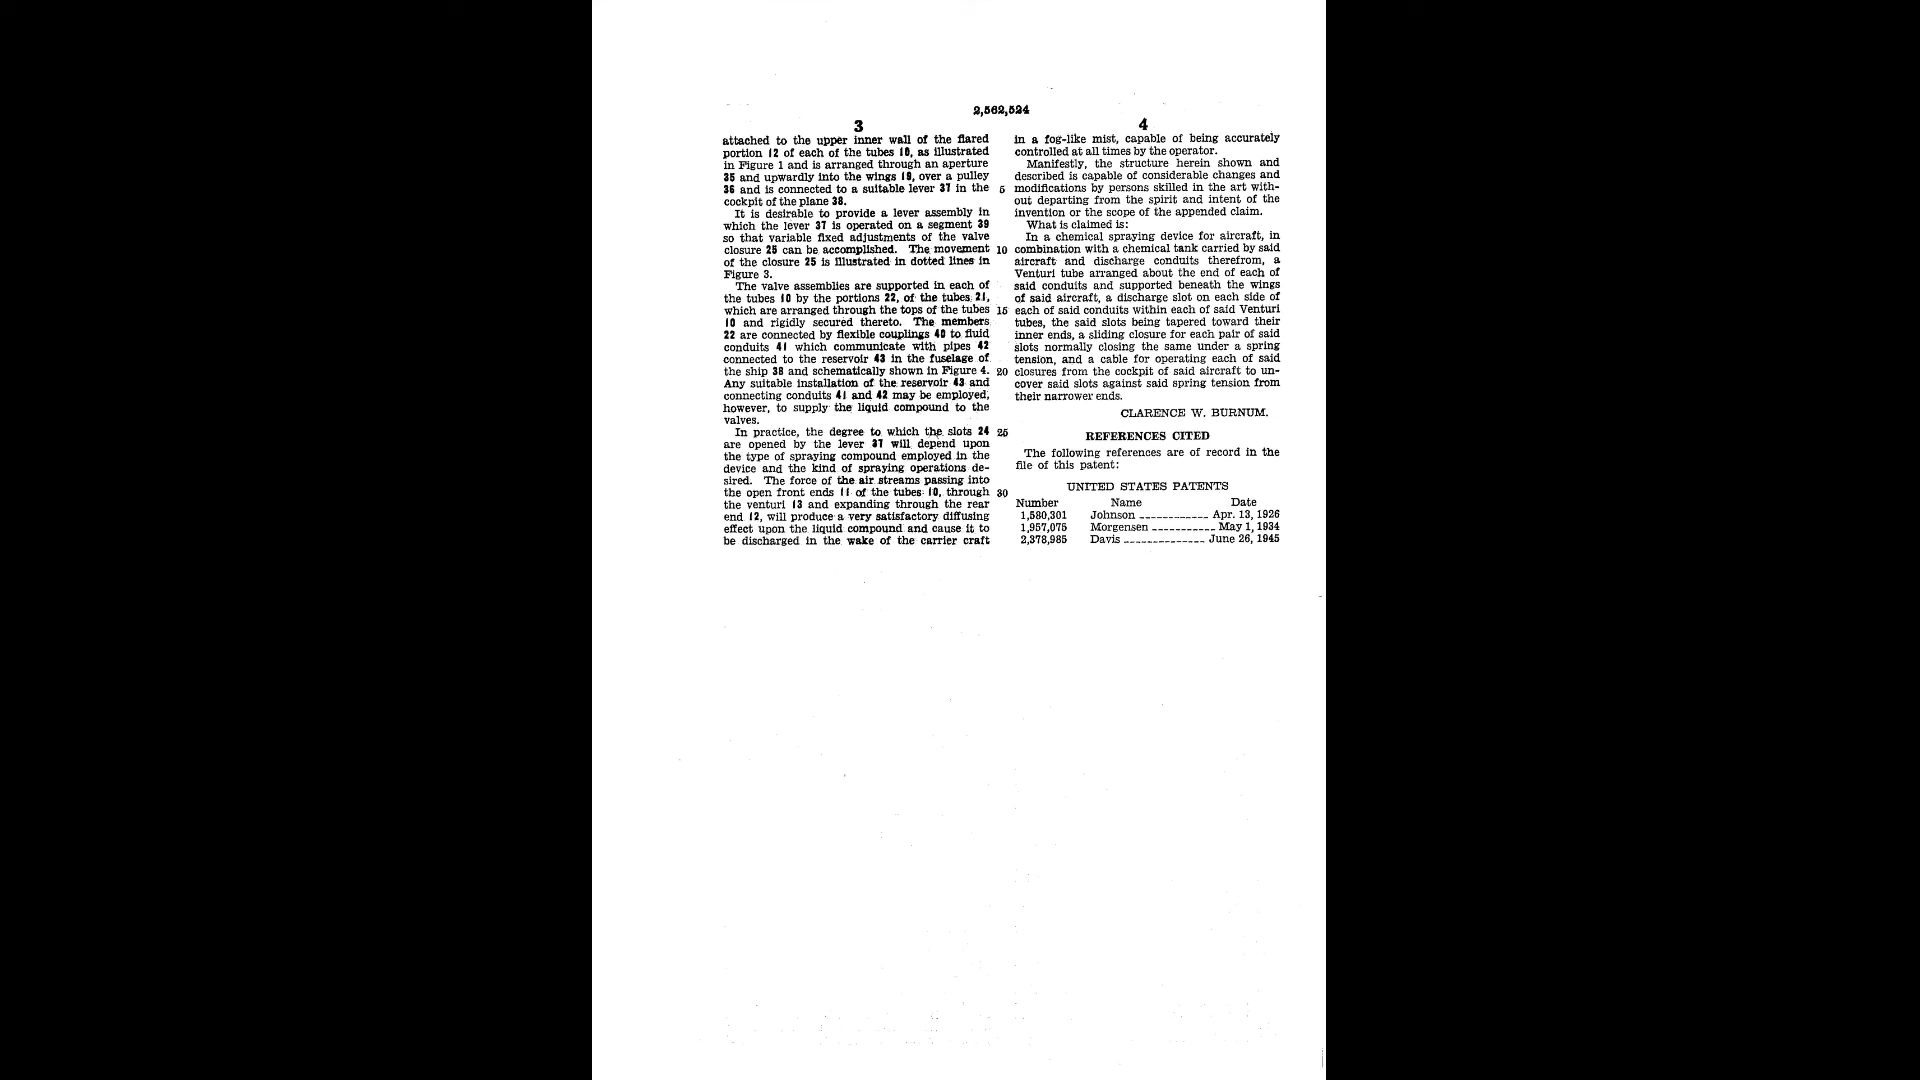 2,562,524
3
attached to the upper inner wall of the flared
portion 12 of each of the tubes 10, as illustrated
in Figure 1 and is arranged through an aperture
35 and upwardly into the wings 19, over a pulley
36 and is connected to a suitable lever 37 in the
cockpit of the plane 38.
It is desirable to provide a lever assembly in
which the lever 37 is operated on a segment 39
so that variable fixed adjustments of the valve
closure 25 can be accomplished. The movement
of the closure 25 is illustrated in dotted lines in
Figure 3.
The valve assemblies are supported in each of
the tubes 10 by the portions 22, of the tubes 21,
which are arranged through the tops of the tubes
10 and rigidly secured thereto. The members
22 are connected by flexible couplings 40 to fluid
conduits 41 which communicate with pipes 42
connected to the reservoir 43 in the fuselage of
the ship 38 and schematically shown in Figure 4.
Any suitable installation of the reservoir 43 and
connecting conduits 41 and 42 may be employed,
however, to supply the liquid compound to the
valves.
In practice, the degree to which the slots 24
are opened by the lever 37 will depend upon
the type of spraying compound employed in the
device and the kind of spraying operations de-
sired. The force of the air streams passing into
the open front ends 11 of the tubes 10, through
the venturi 13 and expanding through the rear
end 12, will produce a very satisfactory diffusing
effect upon the liquid compound and cause it to
be discharged in the wake of the carrier craft
5
10
15
20
25
30
4
in a fog-like mist, capable of being accurately
controlled at all times by the operator.
Manifestly, the structure herein shown and
described is capable of considerable changes and
modifications by persons skilled in the art with-
out departing from the spirit and intent of the
invention or the scope of the appended claim.
What is claimed is:
In a chemical spraying device for aircraft, in
combination with a chemical tank carried by said
aircraft and discharge conduits therefrom, a
Venturi tube arranged about the end of each of
said conduits and supported beneath the wings
of said aircraft, a discharge slot on each side of
each of said conduits within each of said Venturi
tubes, the said slots being tapered toward their
inner ends, a sliding closure for each pair of said
slots normally closing the same under a spring
tension, and a cable for operating each of said
closures from the cockpit of said aircraft to un-
cover said slots against said spring tension from
their narrower ends.
CLARENCE W. BURNUM.
REFERENCES CITED
The following references are of record in the
file of this patent:
UNITED STATES PATENTS
Number Name Date
1,580,301 Johnson ------------ Apr. 13, 1926
1,957,075 Morgensen ----------- May 1, 1934
2,378,985 Davis -------------- June 26, 1945